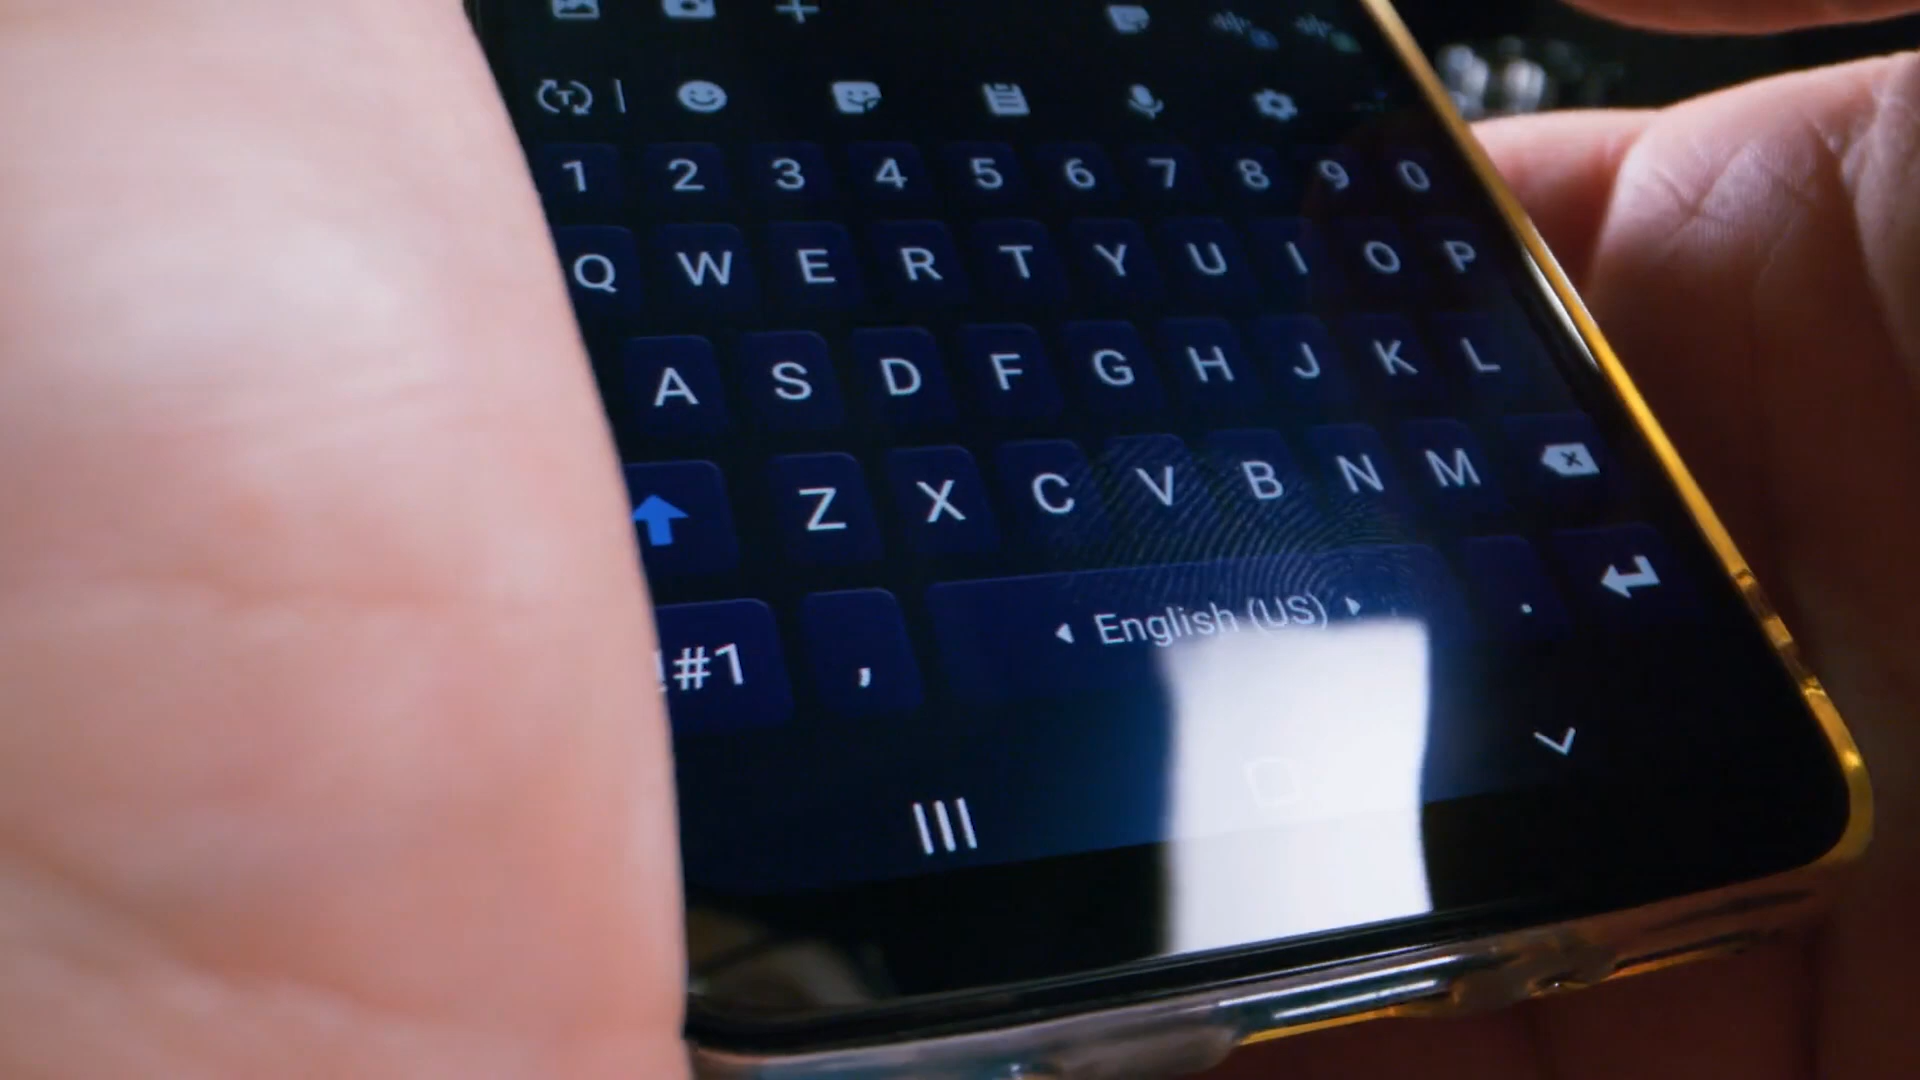 1 2 3 4 5 6 7 8 9 0
Q W E R T Y U I O P
A S D F G H J K L
Z X C V B N M
!#1 , English (US) .